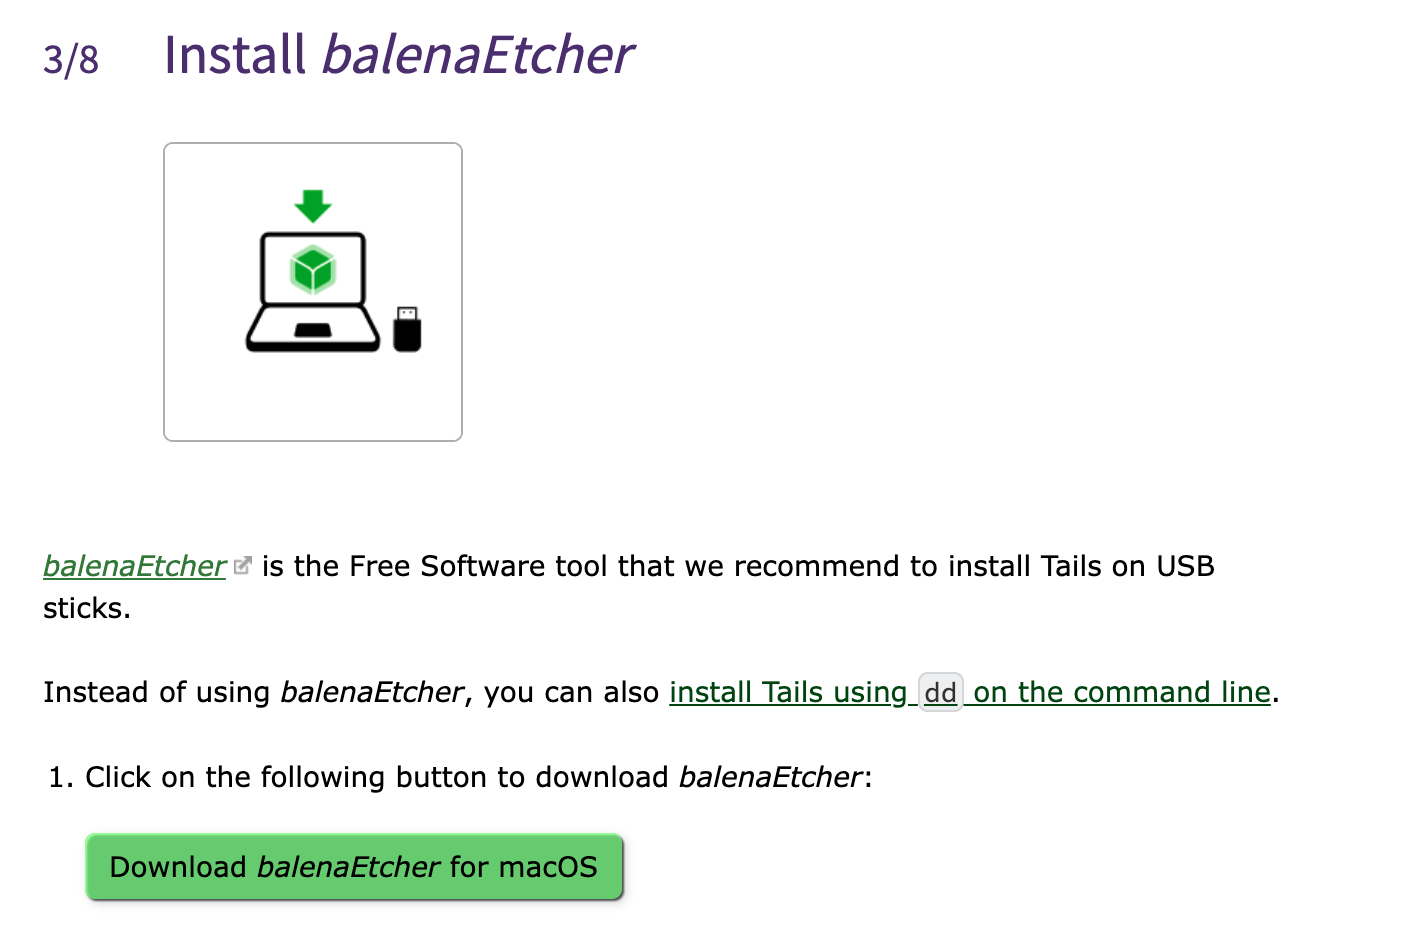 3/8 Install balenaEtcher
balenaEtcher is the Free Software tool that we recommend to install Tails on USB
sticks.
Instead of using balenaEtcher, you can also install Tails using dd on the command line.
1. Click on the following button to download balenaEtcher:
Download balenaEtcher for macOS